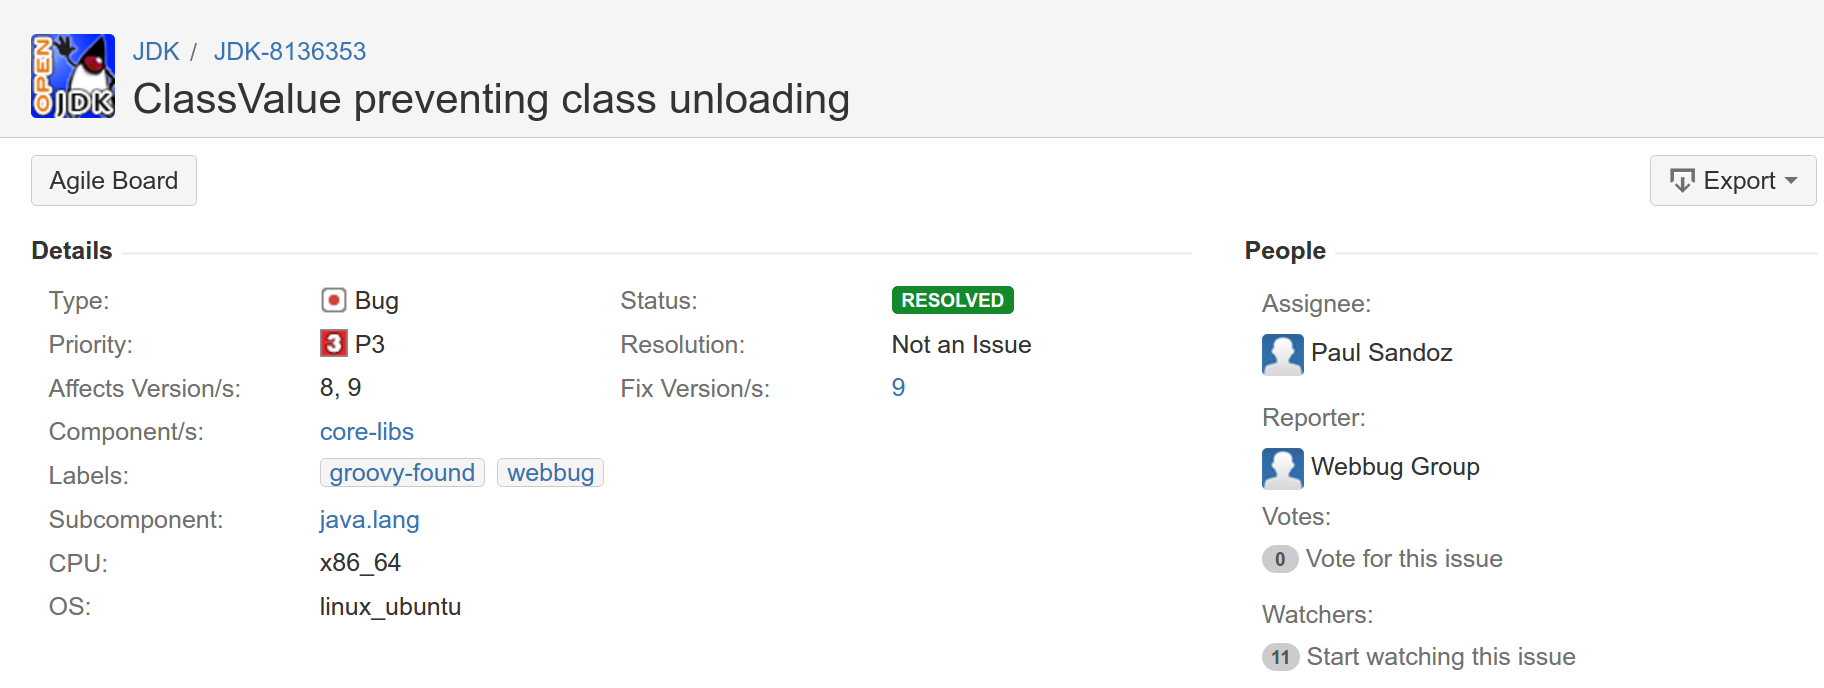 OPEN
JDK
JDK / JDK-8136353
ClassValue preventing class unloading
Agile Board
Export
Details
Type: Bug
Status: RESOLVED
Priority: 3 P3
Resolution: Not an Issue
Affects Version/s: 8, 9
Fix Version/s: 9
Component/s: core-libs
Labels: groovy-found webbug
Subcomponent: java.lang
CPU: x86_64
OS: linux_ubuntu
People
Assignee:
Paul Sandoz
Reporter:
Webbug Group
Votes:
0 Vote for this issue
Watchers:
11 Start watching this issue